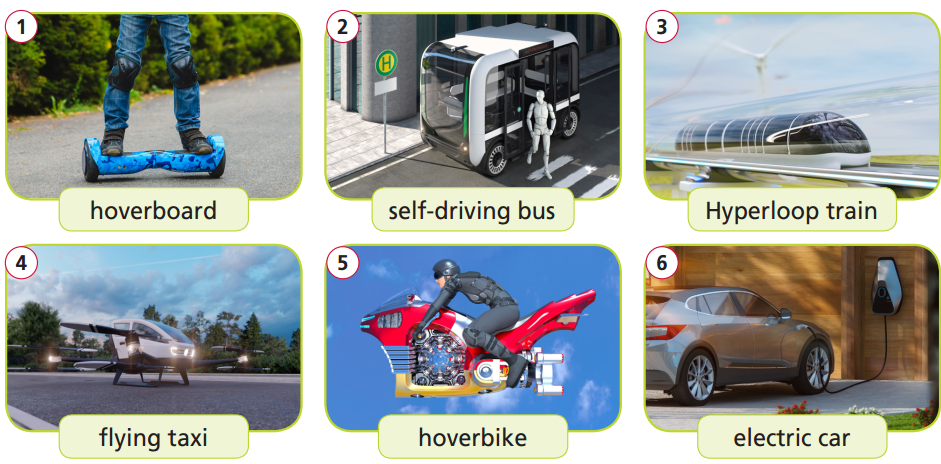 1
hoverboard
2
H
self-driving bus
3
Hyperloop train
4
flying taxi
5
hoverbike
6
electric car